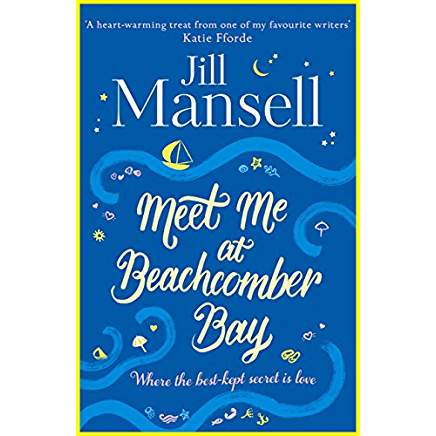 'A heart-warming treat from one of my favourite writers'
Katie Fforde
Jill
Mansell
Meet Me
at
Beachcomber
Bay
Where the best-kept secret is love